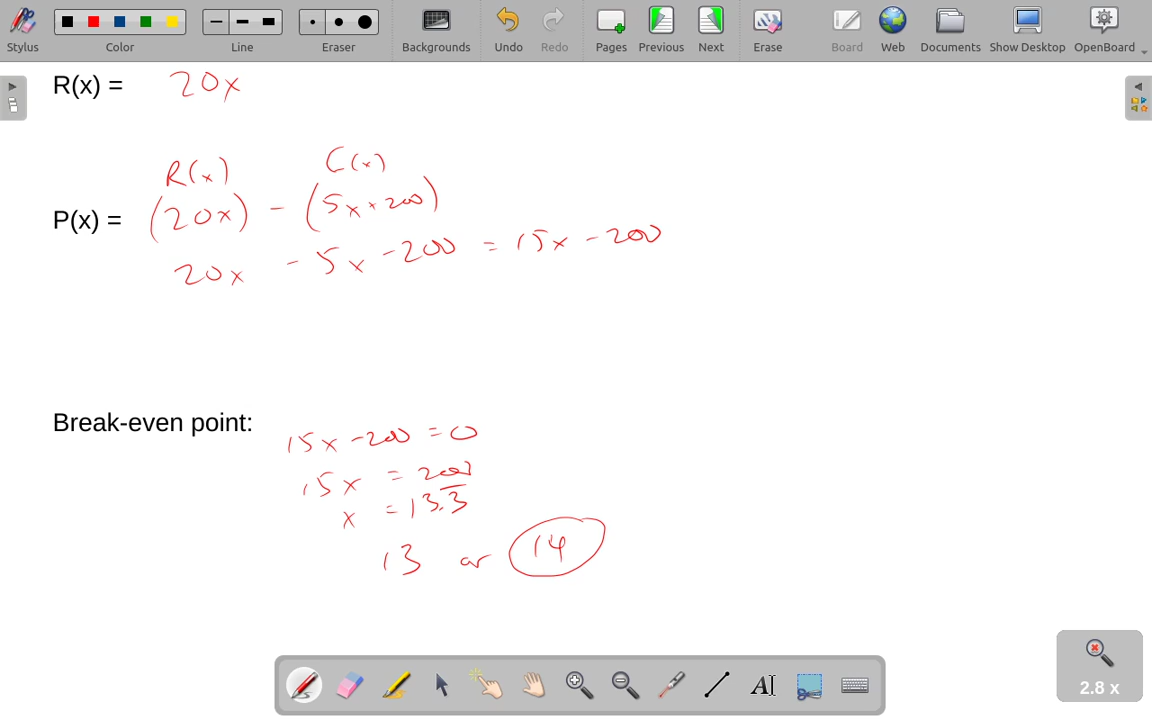 Stylus Color Line Eraser Backgrounds Undo Redo Pages Previous Next Erase Board Web Documents Show Desktop OpenBoard
R(x) = 20x
R(x) C(x)
P(x) = (20x) - (5x + 200)
20x - 5x - 200 = 15x - 200
Break-even point:
15x - 200 = 0
15x = 200
x = 13.3̅
13 or 14
2.8 x